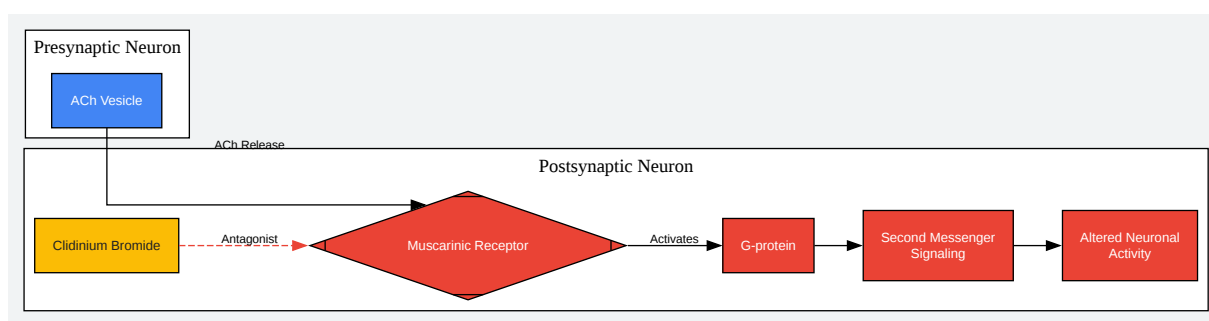 Presynaptic Neuron
ACh Vesicle
ACh Release
Postsynaptic Neuron
Clidinium Bromide
Antagonist
Muscarinic Receptor
Activates
G-protein
Second Messenger
Signaling
Altered Neuronal
Activity